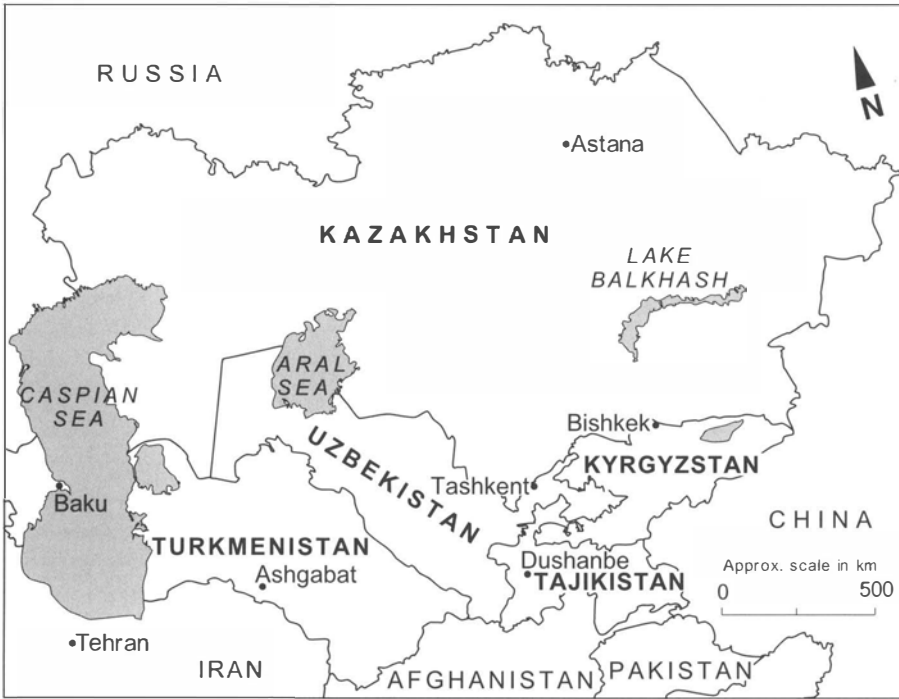 RUSSIA
N
Astana
KAZAKHSTAN
LAKE
BALKHASH
ARAL
SEA
CASPIAN
SEA
Bishkek
UZBEKISTAN
KYRGYZSTAN
Tashkent
Baku
CHINA
TURKMENISTAN
Dushanbe
Approx. scale in km
Ashgabat
TAJIKISTAN
0 500
Tehran
IRAN
AFGHANISTAN
PAKISTAN